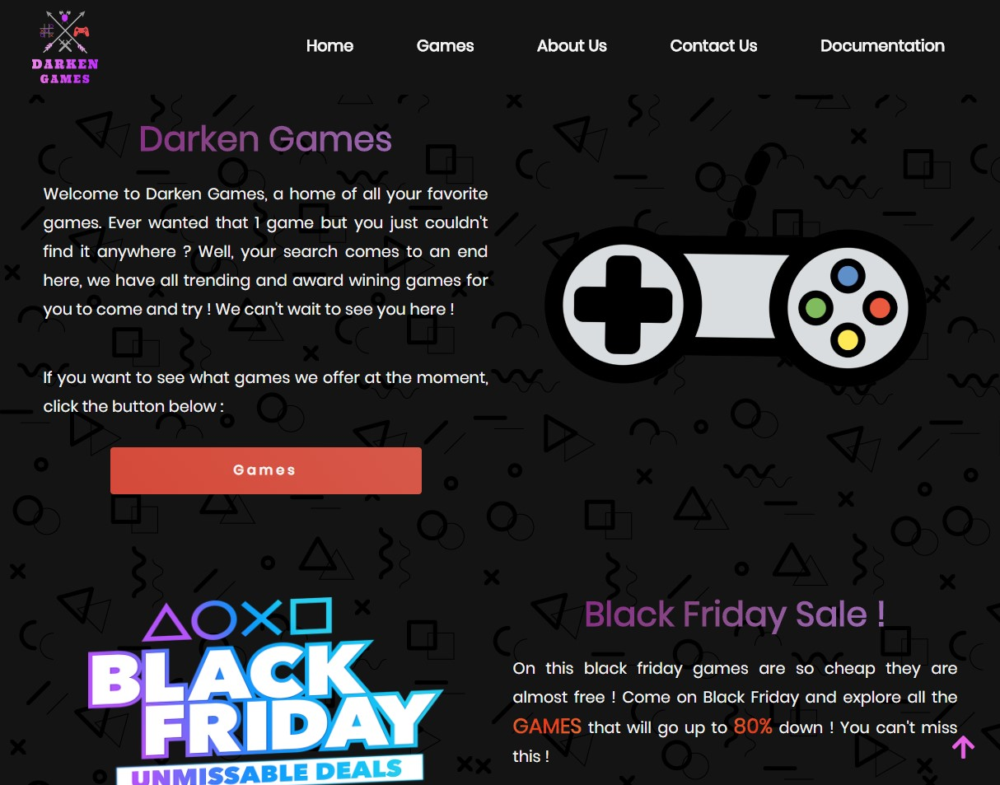 DARKEN
GAMES
Home Games About Us Contact Us Documentation
Darken Games
Welcome to Darken Games, a home of all your favorite
games. Ever wanted that 1 game but you just couldn't
find it anywhere ? Well, your search comes to an end
here, we have all trending and award wining games for
you to come and try ! We can't wait to see you here !
If you want to see what games we offer at the moment,
click the button below :
Games
BLACK
FRIDAY
UNMISSABLE DEALS
Black Friday Sale !
On this black friday games are so cheap they are
almost free ! Come on Black Friday and explore all the
GAMES that will go up to 80% down ! You can't miss
this !